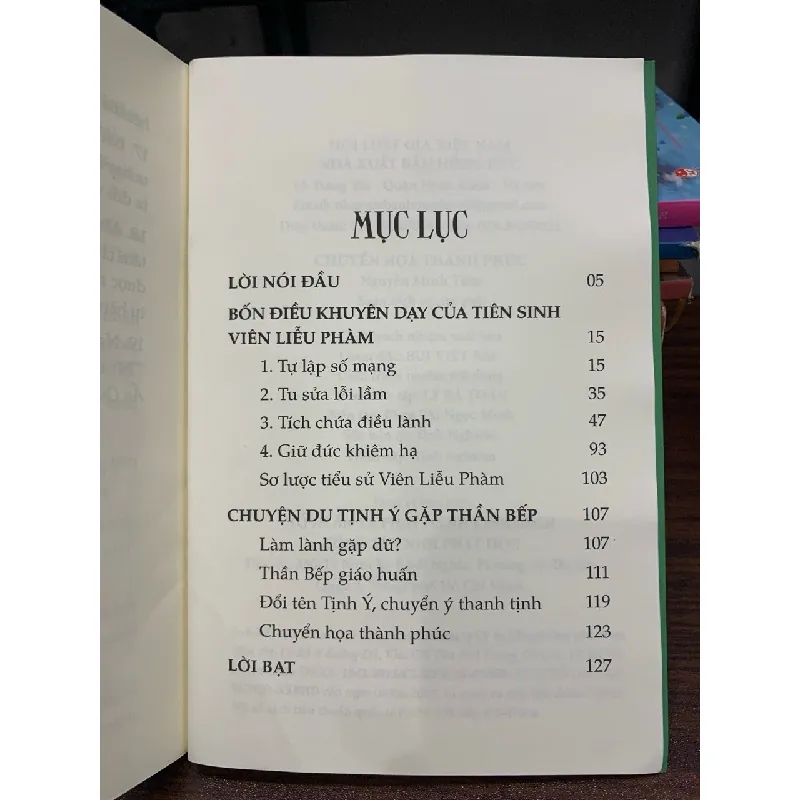 MỤC LỤC
LỜI NÓI ĐẦU 05
BỐN ĐIỀU KHUYÊN DẠY CỦA TIÊN SINH
VIÊN LIỄU PHÀM 15
1. Tự lập số mạng 15
2. Tu sửa lỗi lầm 35
3. Tích chứa điều lành 47
4. Giữ đức khiêm hạ 93
Sơ lược tiểu sử Viên Liễu Phàm 103
CHUYỆN DU TỊNH Ý GẶP THẦN BẾP 107
Làm lành gặp dữ? 107
Thần Bếp giáo huấn 111
Đổi tên Tịnh Ý, chuyển ý thanh tịnh 119
Chuyển họa thành phúc 123
LỜI BẠT 127